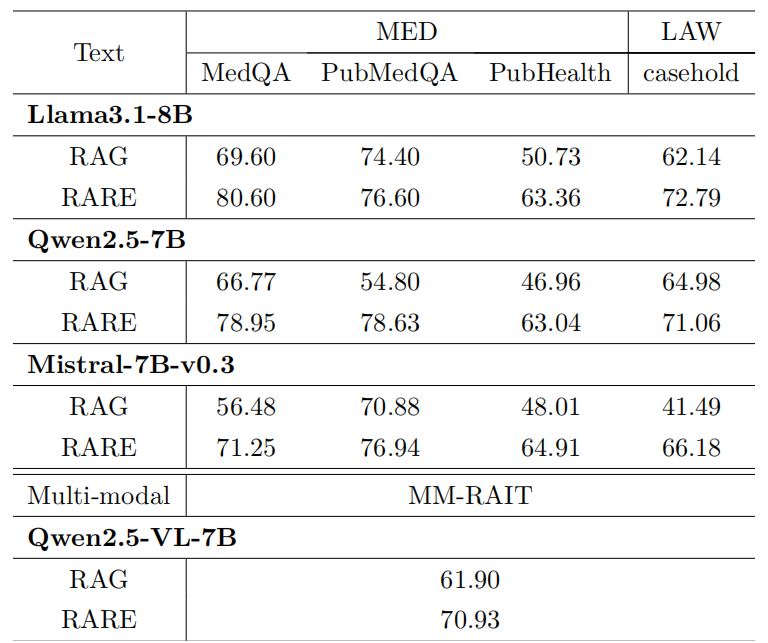 Text MED LAW
MedQA PubMedQA PubHealth casehold
Llama3.1-8B
RAG 69.60 74.40 50.73 62.14
RARE 80.60 76.60 63.36 72.79
Qwen2.5-7B
RAG 66.77 54.80 46.96 64.98
RARE 78.95 78.63 63.04 71.06
Mistral-7B-v0.3
RAG 56.48 70.88 48.01 41.49
RARE 71.25 76.94 64.91 66.18
Multi-modal MM-RAIT
Qwen2.5-VL-7B
RAG 61.90
RARE 70.93